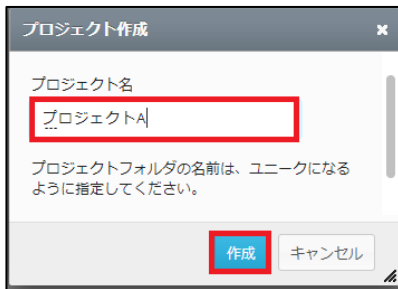 プロジェクト作成
プロジェクト名
プロジェクトA
プロジェクトフォルダの名前は、ユニークになる
ように指定してください。
作成 キャンセル